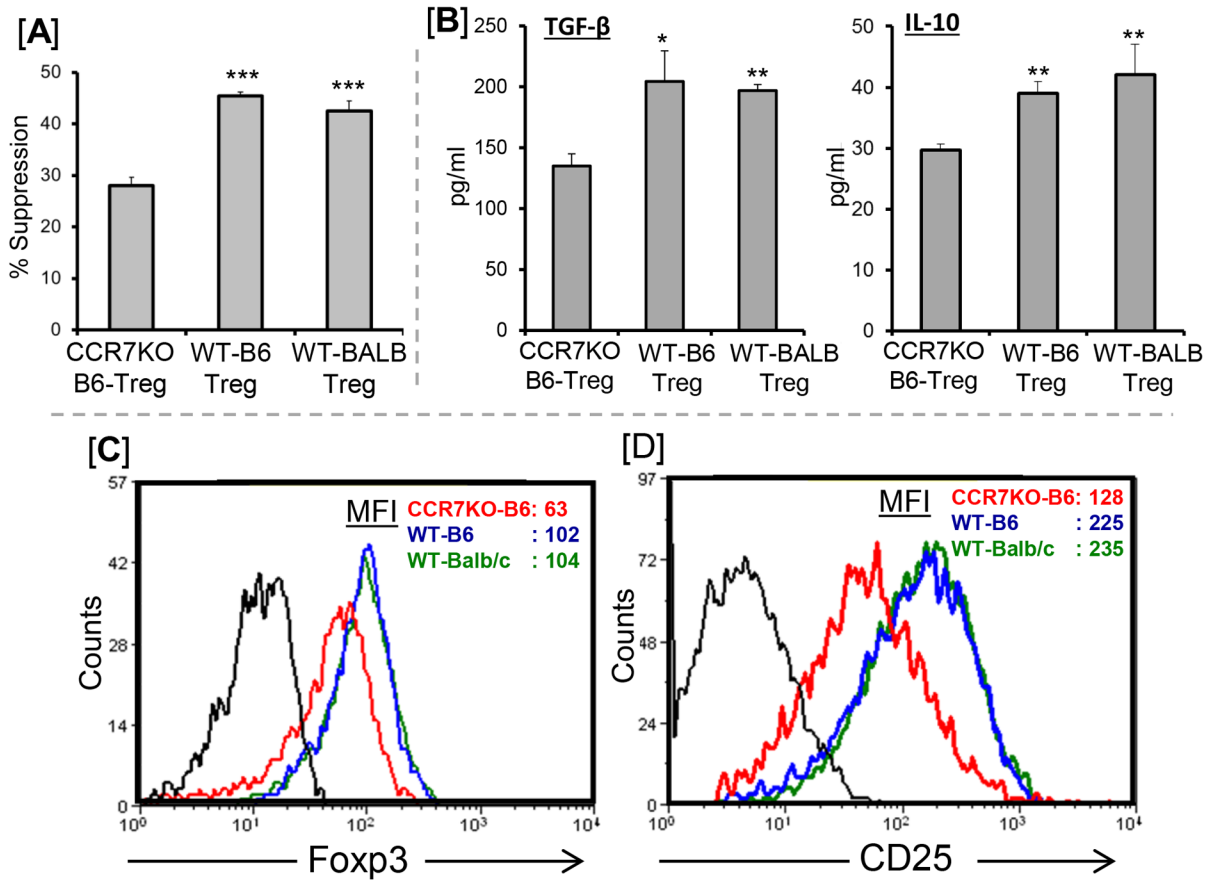 [A]
% Suppression
50
40
30
20
10
0
***
***
CCR7KO
B6-Treg
WT-B6
Treg
WT-BALB
Treg
[B]
TGF-β
pg/ml
250
200
150
100
50
0
*
**
CCR7KO
B6-Treg
WT-B6
Treg
WT-BALB
Treg
IL-10
pg/ml
50
40
30
20
10
0
**
**
CCR7KO
B6-Treg
WT-B6
Treg
WT-BALB
Treg
[C]
Counts
57
42
28
14
0
MFI
CCR7KO-B6: 63
WT-B6 : 102
WT-Balb/c : 104
10⁰ 10¹ 10² 10³ 10⁴
Foxp3
[D]
Counts
97
72
48
24
0
MFI
CCR7KO-B6: 128
WT-B6 : 225
WT-Balb/c : 235
10⁰ 10¹ 10² 10³ 10⁴
CD25